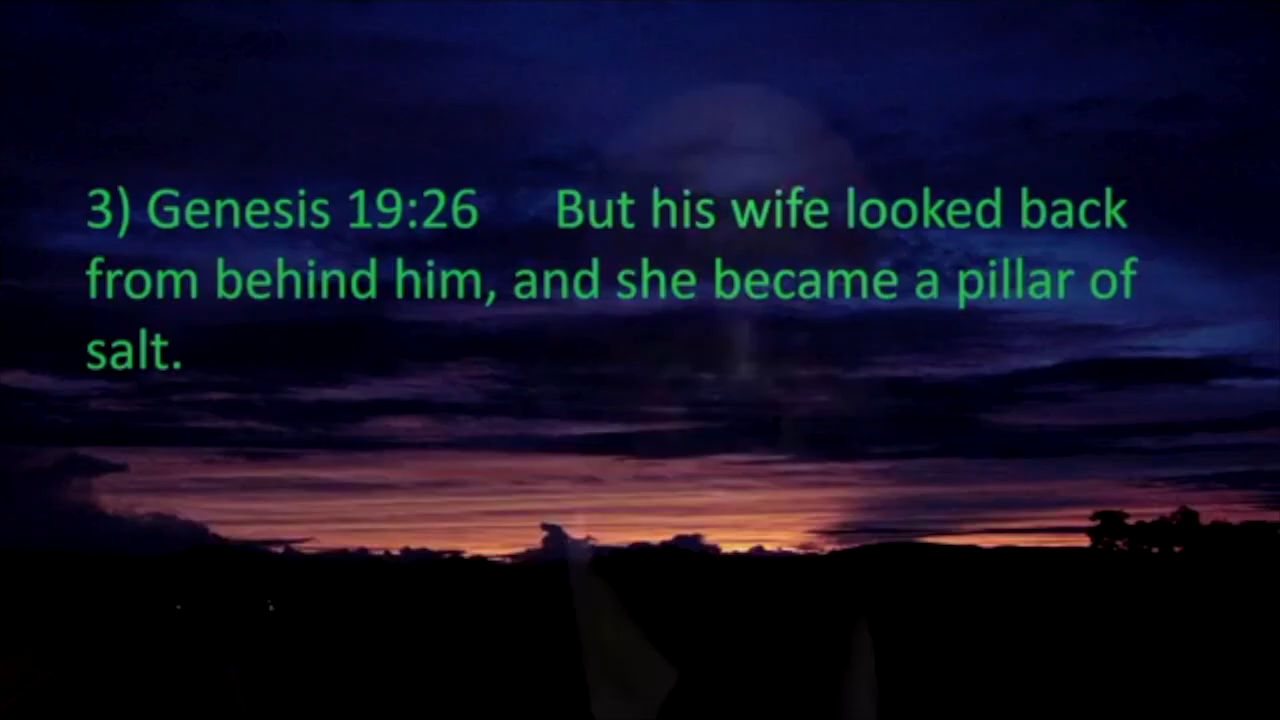 3) Genesis 19:26 But his wife looked back
from behind him, and she became a pillar of
salt.